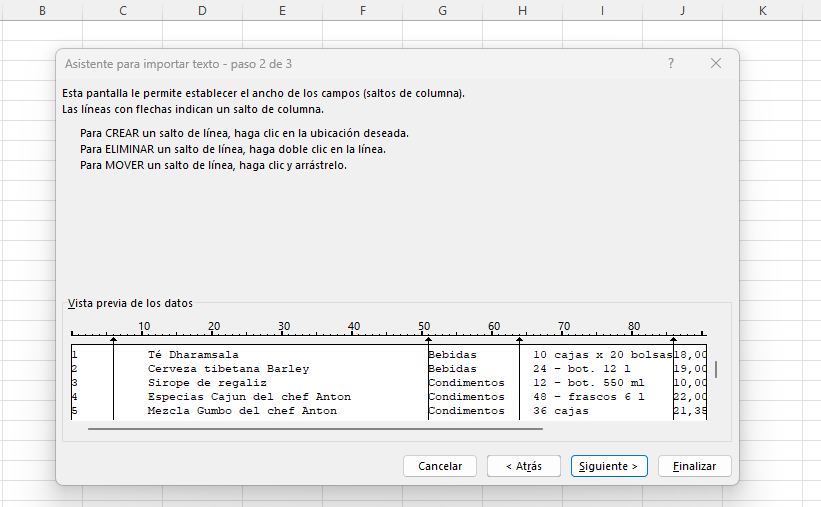 B C D E F G H I J K
Asistente para importar texto - paso 2 de 3 ? ×
Esta pantalla le permite establecer el ancho de los campos (saltos de columna).
Las líneas con flechas indican un salto de columna.
Para CREAR un salto de línea, haga clic en la ubicación deseada.
Para ELIMINAR un salto de línea, haga doble clic en la línea.
Para MOVER un salto de línea, haga clic y arrástrelo.
Vista previa de los datos
10 20 30 40 50 60 70 80
1 Té Dharamsala Bebidas 10 cajas x 20 bolsas 18,00
2 Cerveza tibetana Barley Bebidas 24 - bot. 12 l 19,00
3 Sirope de regaliz Condimentos 12 - bot. 550 ml 10,00
4 Especias Cajun del chef Anton Condimentos 48 - frascos 6 l 22,00
5 Mezcla Gumbo del chef Anton Condimentos 36 cajas 21,35
Cancelar < Atrás Siguiente > Finalizar